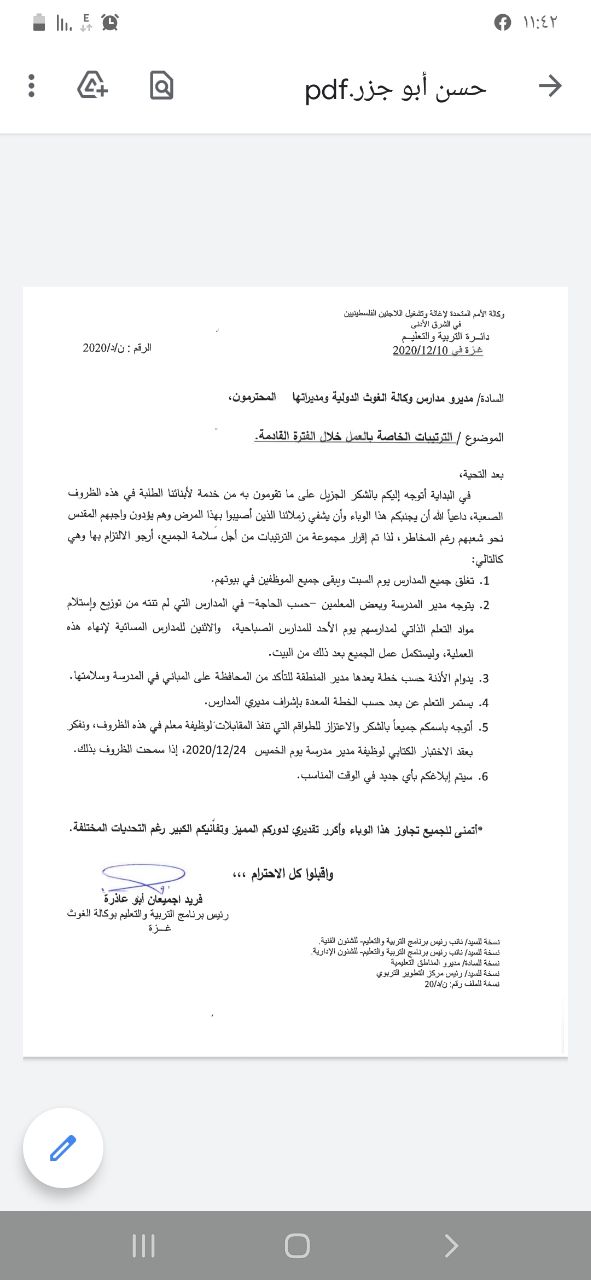 ١١:٤٢
E
حسن أبو جزر.pdf
وكالة الأمم المتحدة لإغاثة وتشغيل اللاجئين الفلسطينيين
في الشرق الأدنى
دائـرة التربية والتعليـم
غزة في 2020/12/10
الرقم : ن/د/2020
السادة/ مديرو مدارس وكالة الغوث الدولية ومديراتها المحترمون،
الموضوع / الترتيبات الخاصة بالعمل خلال الفترة القادمة.
بعد التحية،
في البداية أتوجه إليكم بالشكر الجزيل على ما تقومون به من خدمة لأبنائنا الطلبة في هذه الظروف
الصعبة، داعياً الله أن يجنبكم هذا الوباء وأن يشفي زملائنا الذين أصيبوا بهذا المرض وهم يؤدون واجبهم المقدس
نحو شعبهم رغم المخاطر، لذا تم إقرار مجموعة من الترتيبات من أجل سلامة الجميع، أرجو الالتزام بها وهي
كالتالي:
1. تغلق جميع المدارس يوم السبت ويبقى جميع الموظفين في بيوتهم.
2. يتوجه مدير المدرسة وبعض المعلمين –حسب الحاجة– في المدارس التي لم تنته من توزيع وإستلام
مواد التعلم الذاتي لمدارسهم يوم الأحد للمدارس الصباحية، والاثنين للمدارس المسائية لإنهاء هذه
العملية، وليستكمل عمل الجميع بعد ذلك من البيت.
3. يداوم الأذنة حسب خطة يعدها مدير المنطقة للتأكد من المحافظة على المباني في المدرسة وسلامتها.
4. يستمر التعلم عن بعد حسب الخطة المعدة بإشراف مديري المدارس.
5. أتوجه باسمكم جميعاً بالشكر والاعتزاز للطواقم التي تنفذ المقابلات لوظيفة معلم في هذه الظروف، ونفكر
بعقد الاختبار الكتابي لوظيفة مدير مدرسة يوم الخميس 2020/12/24، إذا سمحت الظروف بذلك.
6. سيتم إبلاغكم بأي جديد في الوقت المناسب.
*أتمنى للجميع تجاوز هذا الوباء وأكرر تقديري لدوركم المميز وتفانيكم الكبير رغم التحديات المختلفة.
واقبلوا كل الاحترام ،،،
فريد اجميعان أبو عاذرة
رئيس برنامج التربية والتعليم بوكالة الغوث
غـــزة
نسخة للسيد/ نائب رئيس برنامج التربية والتعليم- للشئون الفنية.
نسخة للسيد/ نائب رئيس برنامج التربية والتعليم- للشئون الإدارية.
نسخة للسادة/ مديرو المناطق التعليمية
نسخة للسيد/ رئيس مركز التطوير التربوي
نسخة للملف رقم: ن/د/20